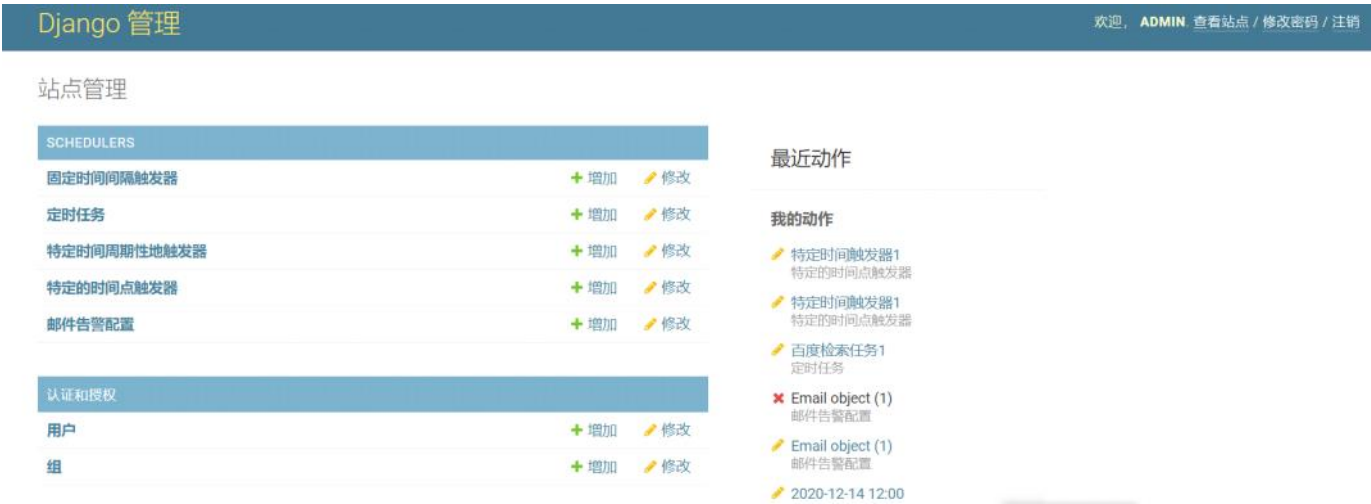 Django 管理
欢迎， ADMIN. 查看站点 / 修改密码 / 注销
站点管理
SCHEDULERS
固定时间间隔触发器 增加 修改
定时任务 增加 修改
特定时间周期性地触发器 增加 修改
特定的时间点触发器 增加 修改
邮件告警配置 增加 修改
认证和授权
用户 增加 修改
组 增加 修改
最近动作
我的动作
特定时间触发器1
特定的时间点触发器
特定时间触发器1
特定的时间点触发器
百度检索任务1
定时任务
Email object (1)
邮件告警配置
Email object (1)
邮件告警配置
2020-12-14 12:00